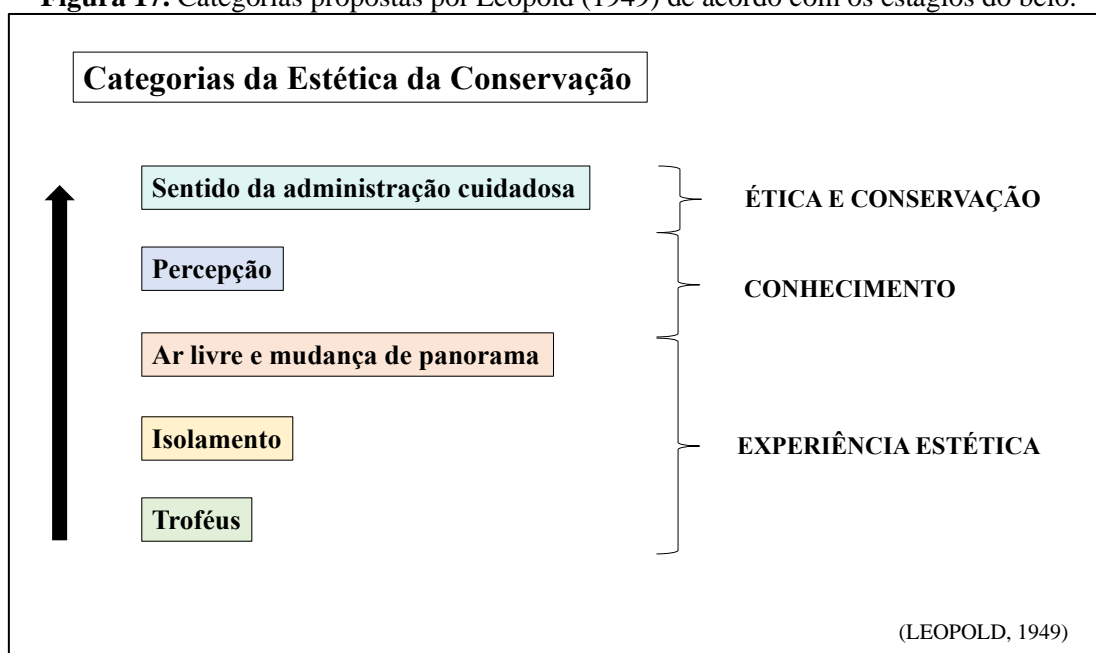 Figura 17. Categorias propostas por Leopold (1949) de acordo com os estágios do belo.
Categorias da Estética da Conservação
Sentido da administração cuidadosa
ÉTICA E CONSERVAÇÃO
Percepção
CONHECIMENTO
Ar livre e mudança de panorama
Isolamento
EXPERIÊNCIA ESTÉTICA
Troféus
(LEOPOLD, 1949)